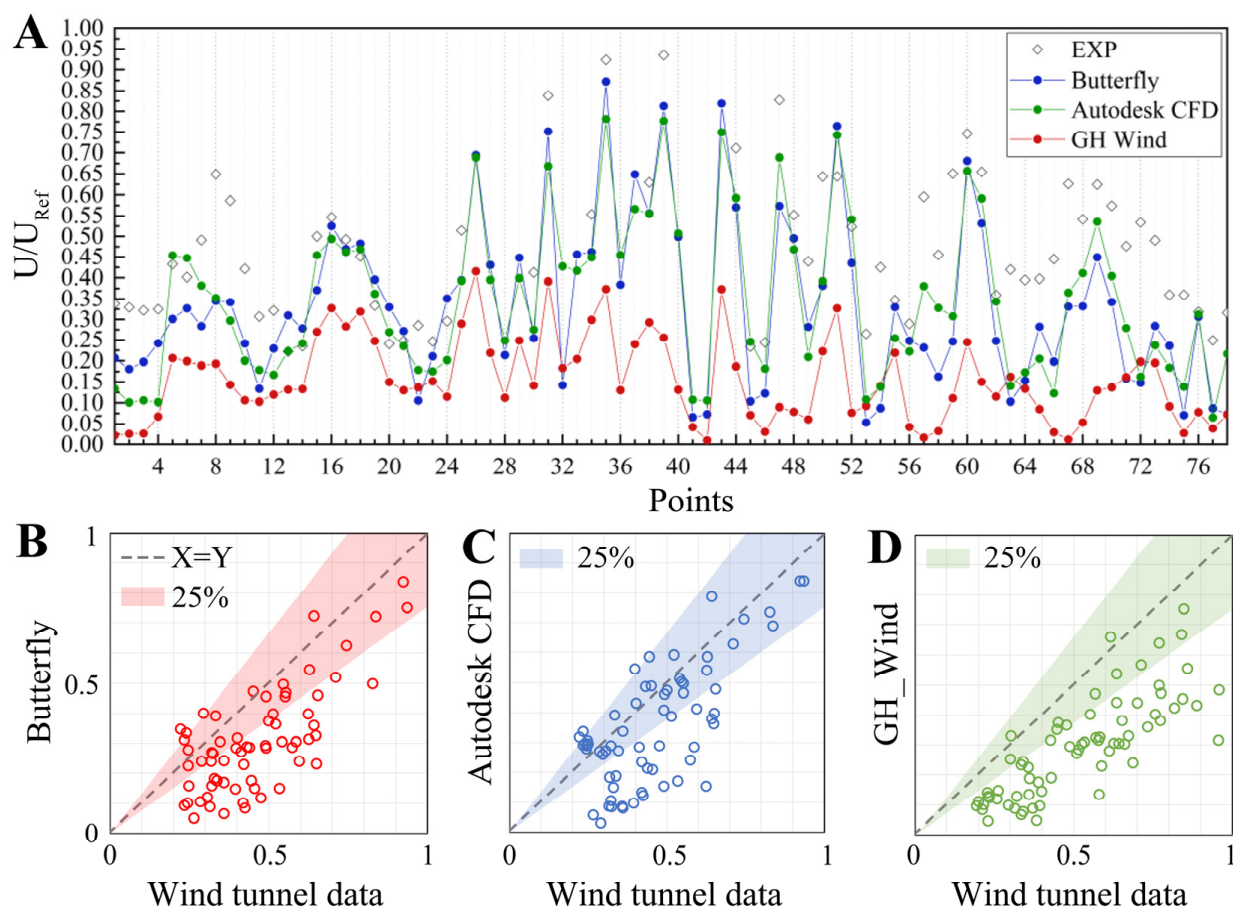 A
1.00
0.95
0.90
0.85
0.80
0.75
0.70
0.65
0.60
0.55
0.50
0.45
0.40
0.35
0.30
0.25
0.20
0.15
0.10
0.05
0.00
U/U_Ref
EXP
Butterfly
Autodesk CFD
GH Wind
4 8 12 16 20 24 28 32 36 40 44 48 52 56 60 64 68 72 76
Points
B
1
0.5
0
Butterfly
X=Y
25%
0 0.5 1
Wind tunnel data
C
Autodesk CFD
25%
0 0.5 1
Wind tunnel data
D
GH_Wind
25%
0 0.5 1
Wind tunnel data